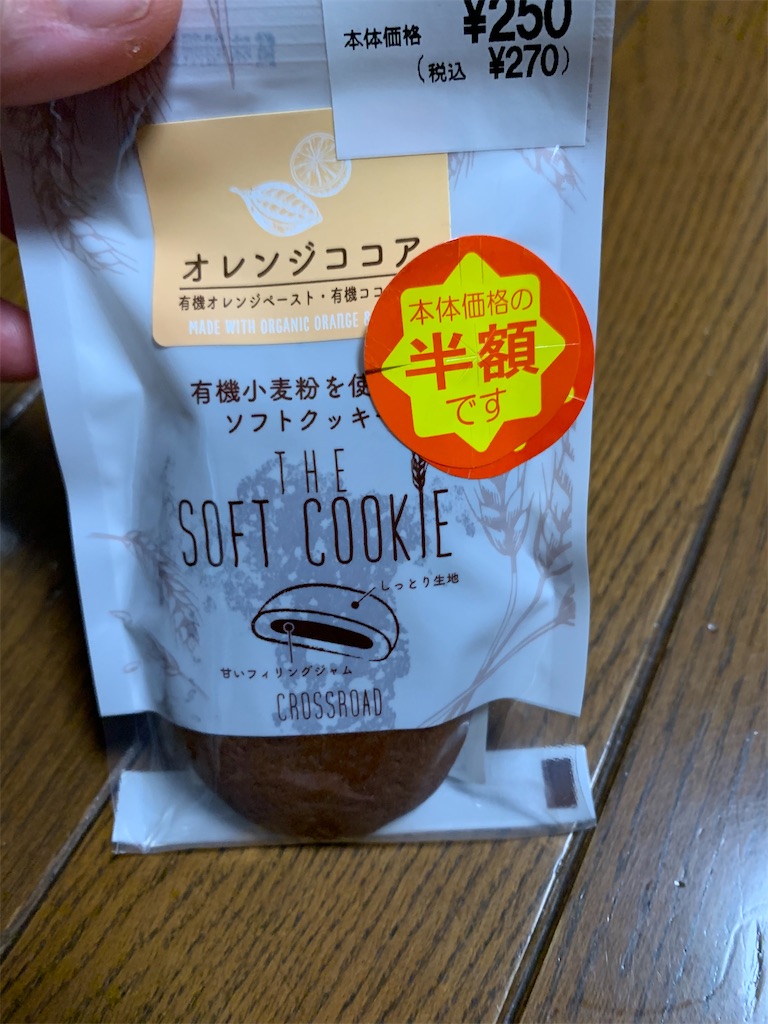 ¥250
本体価格
(税込 ¥270)
オレンジココア
有機オレンジペースト・有機ココ
MADE WITH ORGANIC ORANGE &
本体価格の
半額
です
有機小麦粉を使
ソフトクッキー
THE
SOFT COOKIE
しっとり生地
甘いフィリングジャム
CROSSROAD